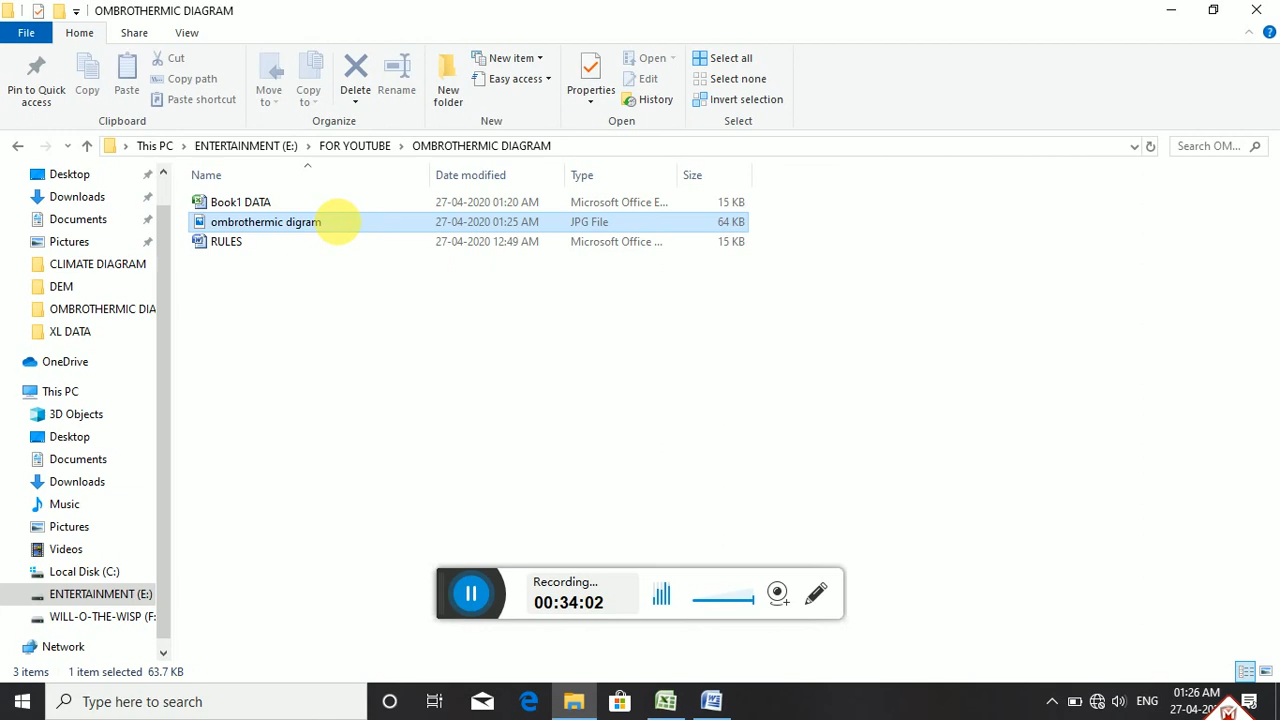 OMBROTHERMIC DIAGRAM
File Home Share View
Pin to Quick access
Copy
Paste
Cut
Copy path
Paste shortcut
Clipboard
Move to
Copy to
Delete
Rename
Organize
New folder
New item
Easy access
New
Properties
Open
Edit
History
Open
Select all
Select none
Invert selection
Select
This PC ENTERTAINMENT (E:) FOR YOUTUBE OMBROTHERMIC DIAGRAM
Search OM...
Name Date modified Type Size
Book1 DATA 27-04-2020 01:20 AM Microsoft Office E... 15 KB
ombrothermic digram 27-04-2020 01:25 AM JPG File 64 KB
RULES 27-04-2020 12:49 AM Microsoft Office ... 15 KB
Desktop
Downloads
Documents
Pictures
CLIMATE DIAGRAM
DEM
OMBROTHERMIC DIA
XL DATA
OneDrive
This PC
3D Objects
Desktop
Documents
Downloads
Music
Pictures
Videos
Local Disk (C:)
ENTERTAINMENT (E:)
WILL-O-THE-WISP (F:
Network
Recording...
00:34:02
3 items 1 item selected 63.7 KB
Type here to search
ENG
01:26 AM
27-04-20